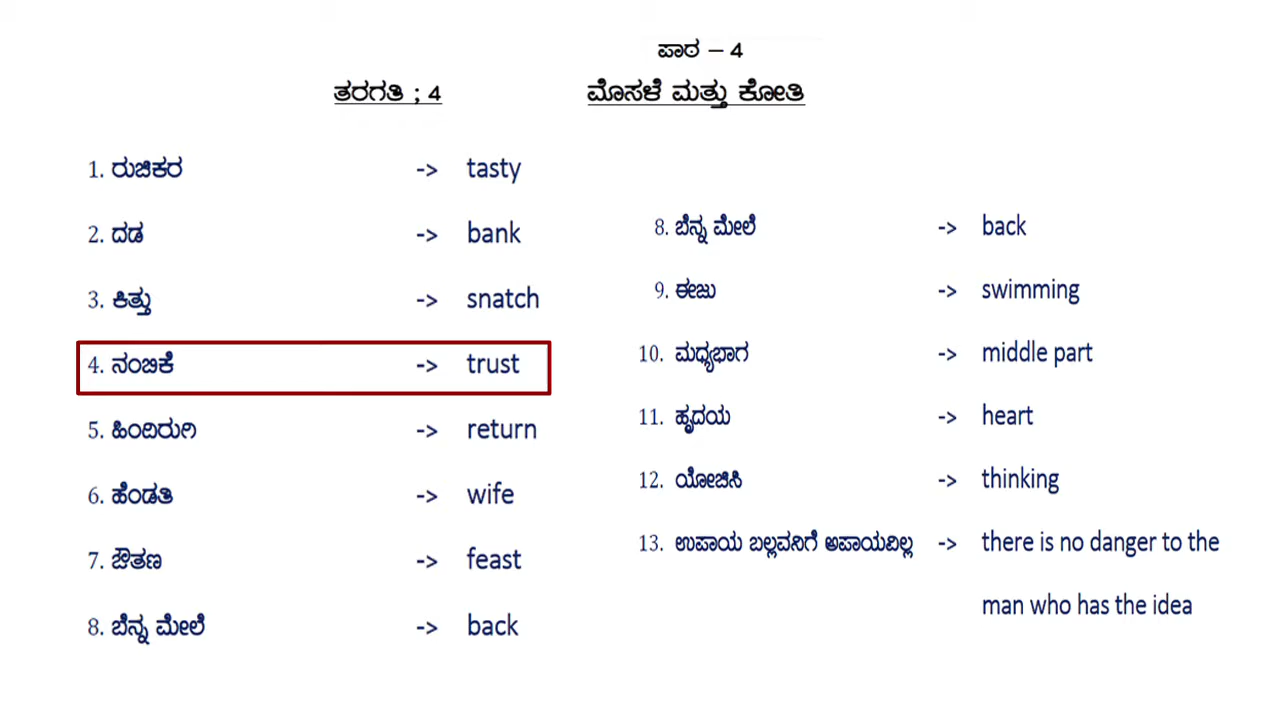 ಪಾಠ – 4
ತರಗತಿ ; 4 ಮೊಸಳೆ ಮತ್ತು ಕೋತಿ
1. ರುಚಿಕರ -> tasty
2. ದಡ -> bank
3. ಕಿತ್ತು -> snatch
4. ನಂಬಿಕೆ -> trust
5. ಹಿಂದಿರುಗಿ -> return
6. ಹೆಂಡತಿ -> wife
7. ಔತಣ -> feast
8. ಬೆನ್ನ ಮೇಲೆ -> back
8. ಬೆನ್ನ ಮೇಲೆ -> back
9. ಈಜು -> swimming
10. ಮಧ್ಯಭಾಗ -> middle part
11. ಹೃದಯ -> heart
12. ಯೋಚಿಸಿ -> thinking
13. ಉಪಾಯ ಬಲ್ಲವನಿಗೆ ಅಪಾಯವಿಲ್ಲ -> there is no danger to the
man who has the idea